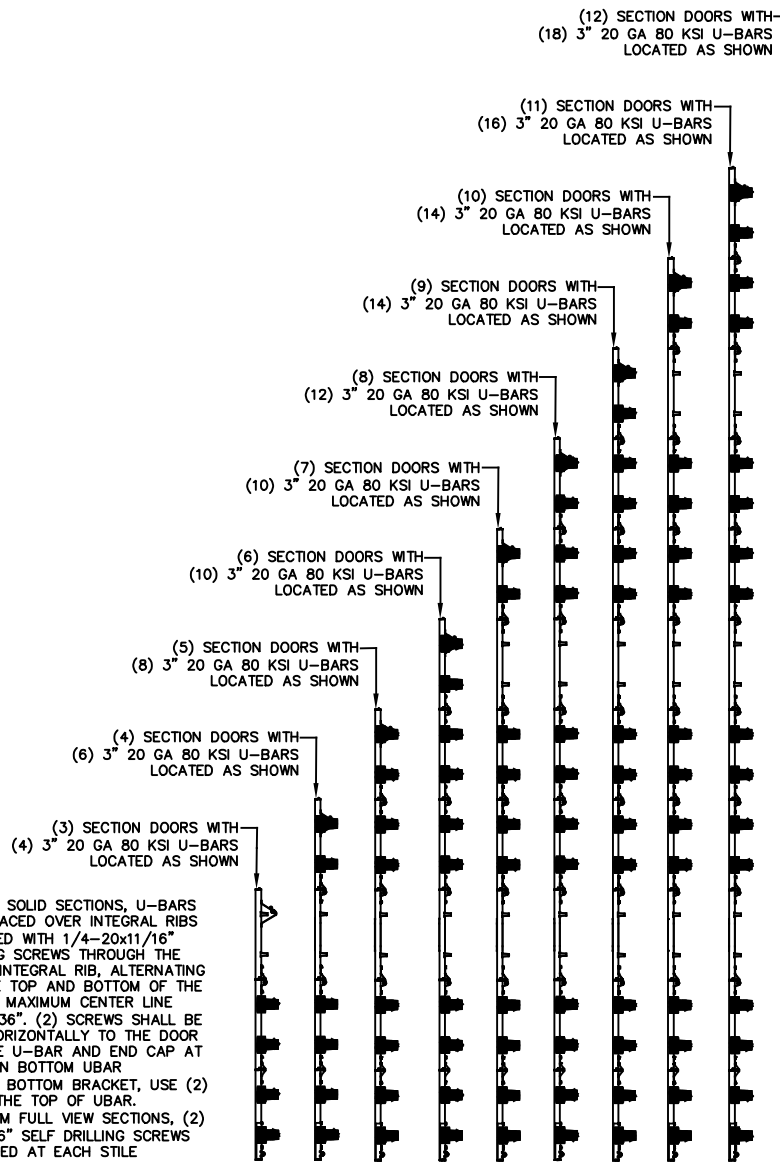 (12) SECTION DOORS WITH
(18) 3" 20 GA 80 KSI U-BARS
LOCATED AS SHOWN
(11) SECTION DOORS WITH
(16) 3" 20 GA 80 KSI U-BARS
LOCATED AS SHOWN
(10) SECTION DOORS WITH
(14) 3" 20 GA 80 KSI U-BARS
LOCATED AS SHOWN
(9) SECTION DOORS WITH
(14) 3" 20 GA 80 KSI U-BARS
LOCATED AS SHOWN
(8) SECTION DOORS WITH
(12) 3" 20 GA 80 KSI U-BARS
LOCATED AS SHOWN
(7) SECTION DOORS WITH
(10) 3" 20 GA 80 KSI U-BARS
LOCATED AS SHOWN
(6) SECTION DOORS WITH
(10) 3" 20 GA 80 KSI U-BARS
LOCATED AS SHOWN
(5) SECTION DOORS WITH
(8) 3" 20 GA 80 KSI U-BARS
LOCATED AS SHOWN
(4) SECTION DOORS WITH
(6) 3" 20 GA 80 KSI U-BARS
LOCATED AS SHOWN
(3) SECTION DOORS WITH
(4) 3" 20 GA 80 KSI U-BARS
LOCATED AS SHOWN
SOLID SECTIONS, U-BARS
OVER INTEGRAL RIBS
WITH 1/4-20x11/16"
SCREWS THROUGH THE
INTEGRAL RIB, ALTERNATING
TOP AND BOTTOM OF THE
MAXIMUM CENTER LINE
36". (2) SCREWS SHALL BE
TO THE DOOR
U-BAR AND END CAP AT
BOTTOM UBAR
BOTTOM BRACKET, USE (2)
THE TOP OF UBAR.
FULL VIEW SECTIONS, (2)
SELF DRILLING SCREWS
AT EACH STILE